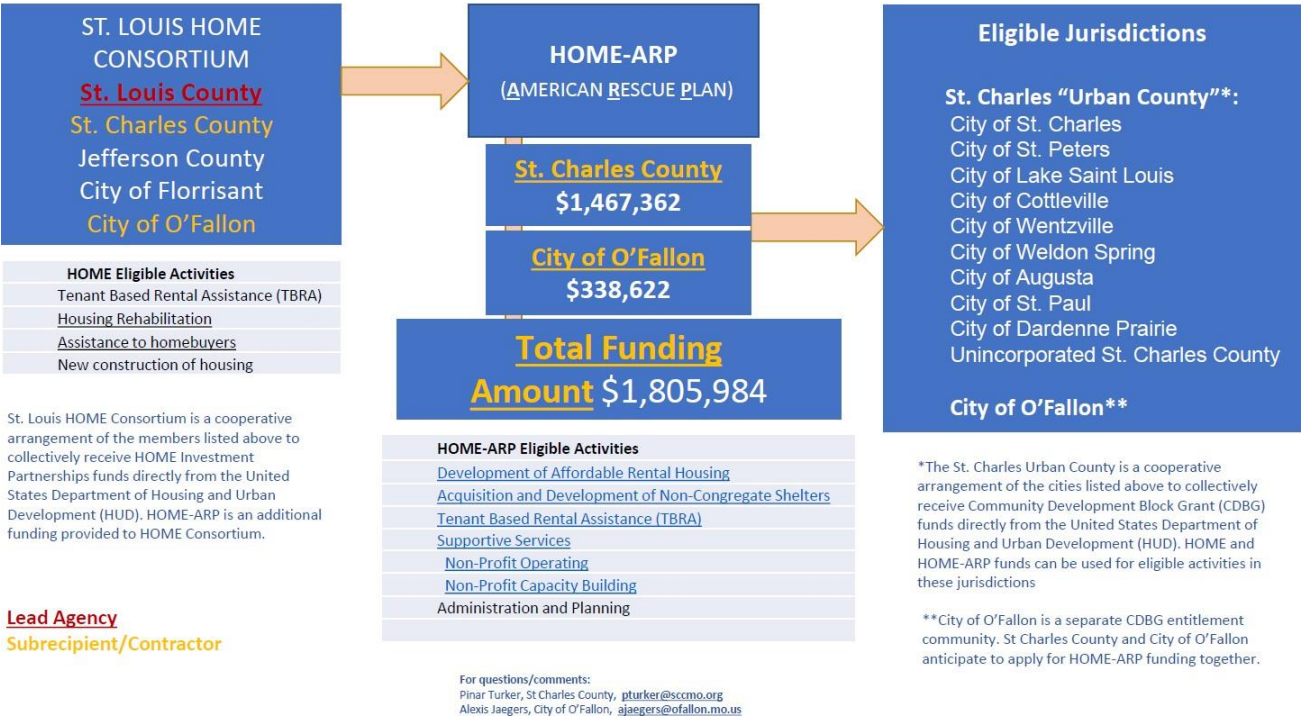 ST. LOUIS HOME
CONSORTIUM
St. Louis County
St. Charles County
Jefferson County
City of Florrisant
City of O'Fallon
HOME Eligible Activities
Tenant Based Rental Assistance (TBRA)
Housing Rehabilitation
Assistance to homebuyers
New construction of housing
St. Louis HOME Consortium is a cooperative
arrangement of the members listed above to
collectively receive HOME Investment
Partnerships funds directly from the United
States Department of Housing and Urban
Development (HUD). HOME-ARP is an additional
funding provided to HOME Consortium.
Lead Agency
Subrecipient/Contractor
HOME-ARP
(AMERICAN RESCUE PLAN)
St. Charles County
$1,467,362
City of O'Fallon
$338,622
Total Funding
Amount $1,805,984
HOME-ARP Eligible Activities
Development of Affordable Rental Housing
Acquisition and Development of Non-Congregate Shelters
Tenant Based Rental Assistance (TBRA)
Supportive Services
Non-Profit Operating
Non-Profit Capacity Building
Administration and Planning
For questions/comments:
Pinar Turker, St Charles County, pturker@sccmo.org
Alexis Jaegers, City of O'Fallon, ajaegers@ofallon.mo.us
Eligible Jurisdictions
St. Charles “Urban County”*:
City of St. Charles
City of St. Peters
City of Lake Saint Louis
City of Cottleville
City of Wentzville
City of Weldon Spring
City of Augusta
City of St. Paul
City of Dardenne Prairie
Unincorporated St. Charles County
City of O'Fallon**
*The St. Charles Urban County is a cooperative
arrangement of the cities listed above to collectively
receive Community Development Block Grant (CDBG)
funds directly from the United States Department of
Housing and Urban Development (HUD). HOME and
HOME-ARP funds can be used for eligible activities in
these jurisdictions
**City of O'Fallon is a separate CDBG entitlement
community. St Charles County and City of O'Fallon
anticipate to apply for HOME-ARP funding together.